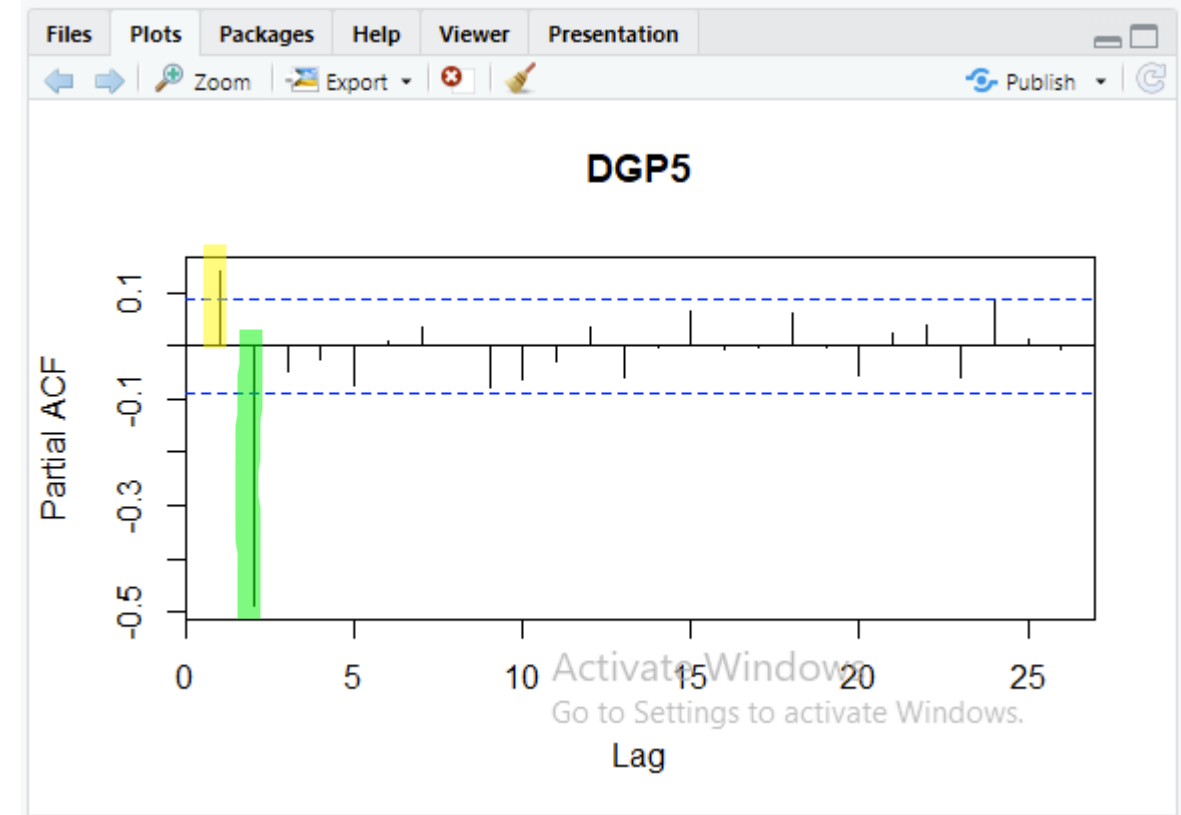 Files Plots Packages Help Viewer Presentation
Zoom Export Publish
DGP5
0.1
-0.1
-0.3
-0.5
Partial ACF
0 5 10 15 20 25
Activate Windows
Go to Settings to activate Windows.
Lag